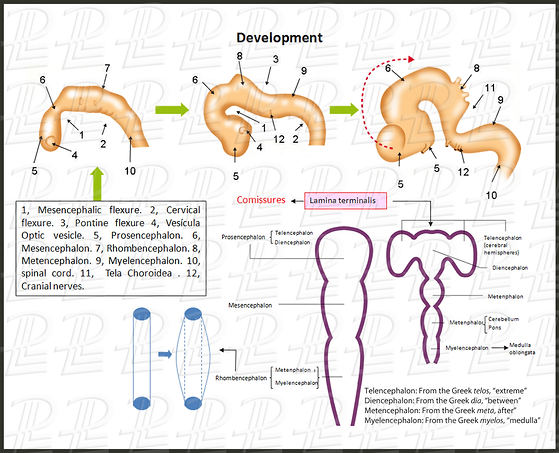 Development
7
6
1
2
5
4
10
8
3
6
9
1
4
12
2
5
6
8
11
9
12
5
5
10
1, Mesencephalic flexure. 2, Cervical
flexure. 3, Pontine flexure 4, Vesícula
Optic vesicle. 5, Prosencephalon. 6,
Mesencephalon. 7, Rhombencephalon. 8,
Metencephalon. 9, Myelencephalon. 10,
spinal cord. 11, Tela Choroidea . 12,
Cranial nerves.
Comissures
Lamina terminalis
Prosencephalon
Telencephalon
Diencephalon
Mesencephalon
Rhombencephalon
Metenphalon
Myelencephalon
Telencephalon
(cerebral
hemispheres)
Diencephalon
Metenphalon
Metenphalon
Cerebellum
Pons
Myelencephalon
Medulla
oblongata
Telencephalon: From the Greek telos, "extreme"
Diencephalon: From the Greek dia, "between"
Metencephalon: From the Greek meta, after"
Myelencephalon: From the Greek myelos, "medulla"